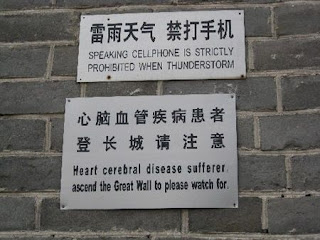 雷雨天气 禁打手机
SPEAKING CELLPHONE IS STRICTLY
PROHIBITED WHEN THUNDERSTORM
心脑血管疾病患者
登长城请注意
Heart cerebral disease sufferer,
ascend the Great Wall to please watch for.